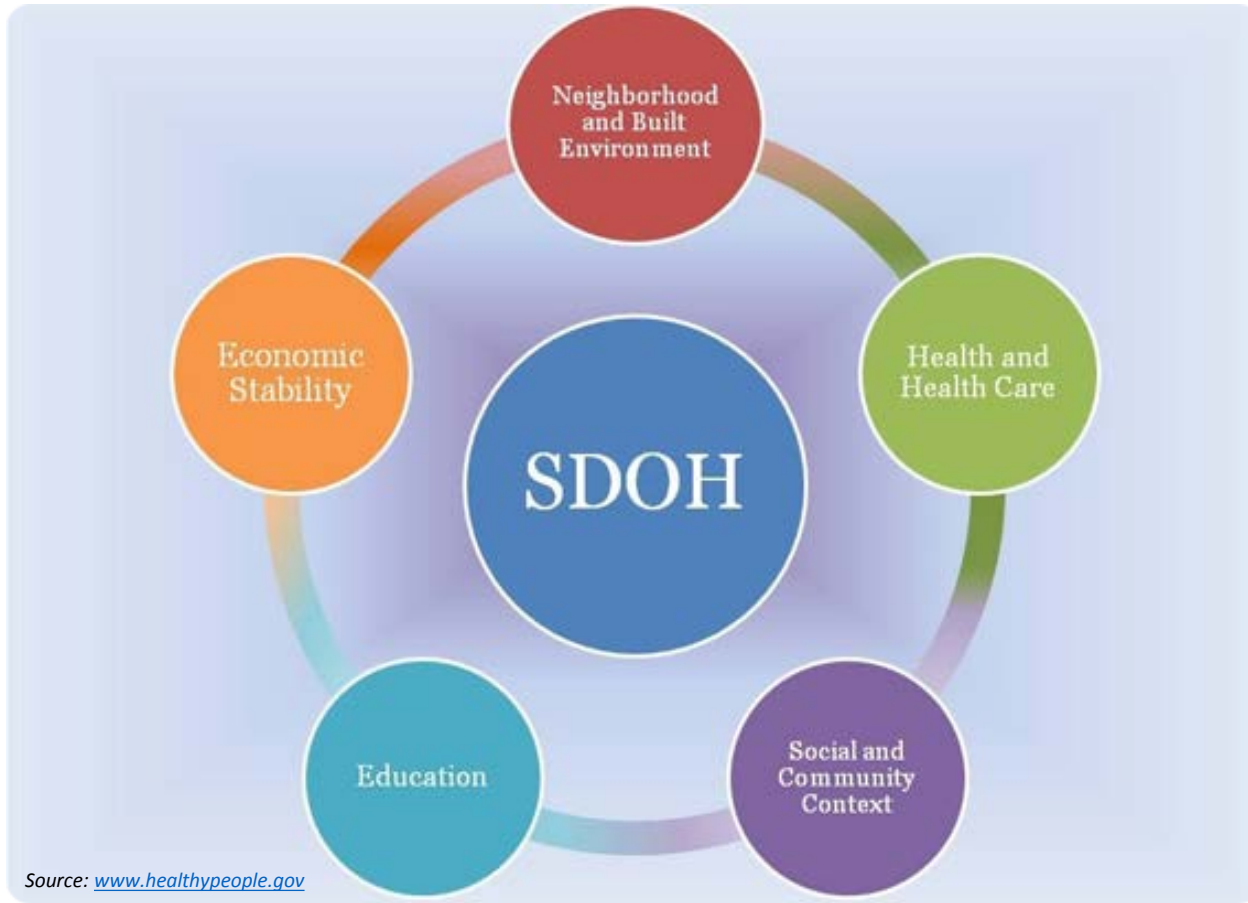 Neighborhood
and Built
Environment
Economic
Stability
Health and
Health Care
SDOH
Education
Social and
Community
Context
Source: www.healthypeople.gov